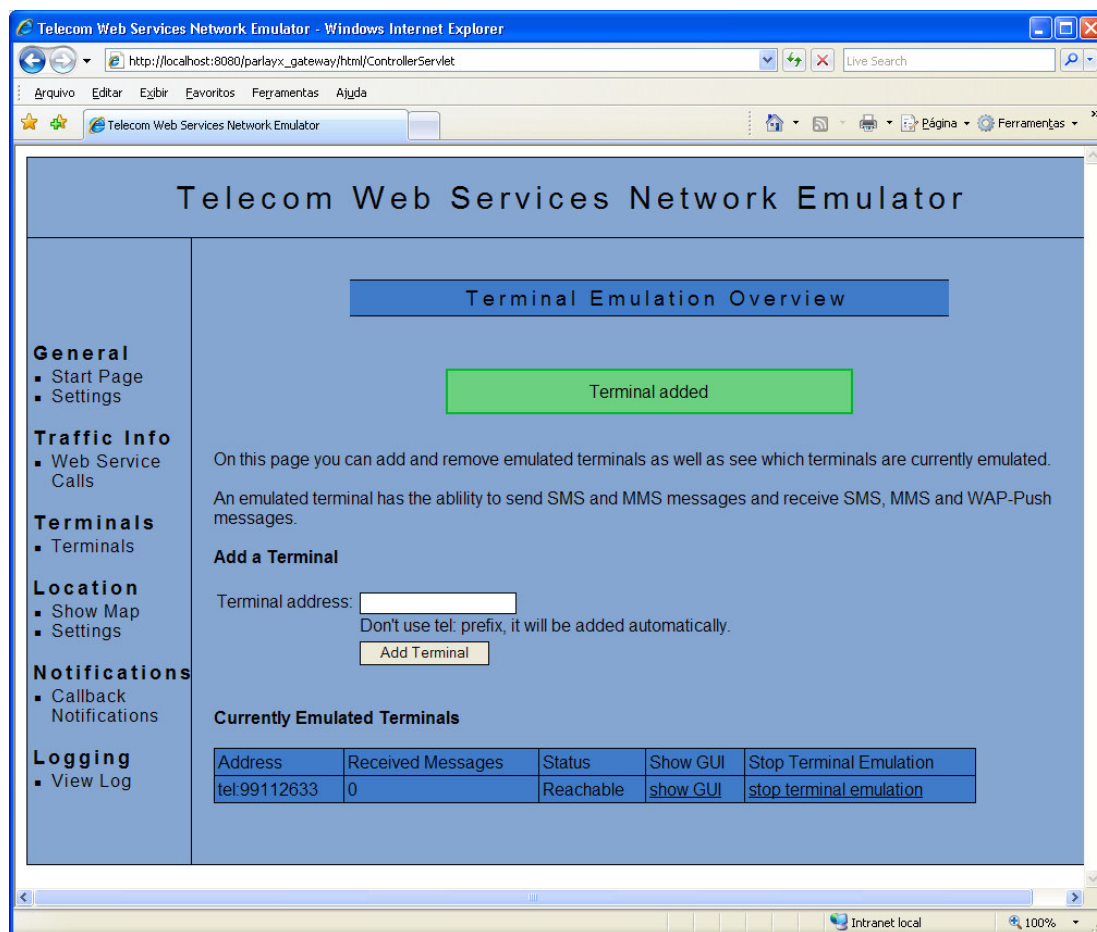 Telecom Web Services Network Emulator - Windows Internet Explorer
http://localhost:8080/parlayx_gateway/html/ControllerServlet
Live Search
Arquivo Editar Exibir Favoritos Ferramentas Ajuda
Telecom Web Services Network Emulator
Página
Ferramentas
Telecom Web Services Network Emulator
Terminal Emulation Overview
General
Start Page
Settings
Traffic Info
Web Service
Calls
Terminals
Terminals
Location
Show Map
Settings
Notifications
Callback
Notifications
Logging
View Log
Terminal added
On this page you can add and remove emulated terminals as well as see which terminals are currently emulated.
An emulated terminal has the ablility to send SMS and MMS messages and receive SMS, MMS and WAP-Push
messages.
Add a Terminal
Terminal address:
Don't use tel: prefix, it will be added automatically.
Add Terminal
Currently Emulated Terminals
Address Received Messages Status Show GUI Stop Terminal Emulation
tel:99112633 0 Reachable show GUI stop terminal emulation
Intranet local
100%